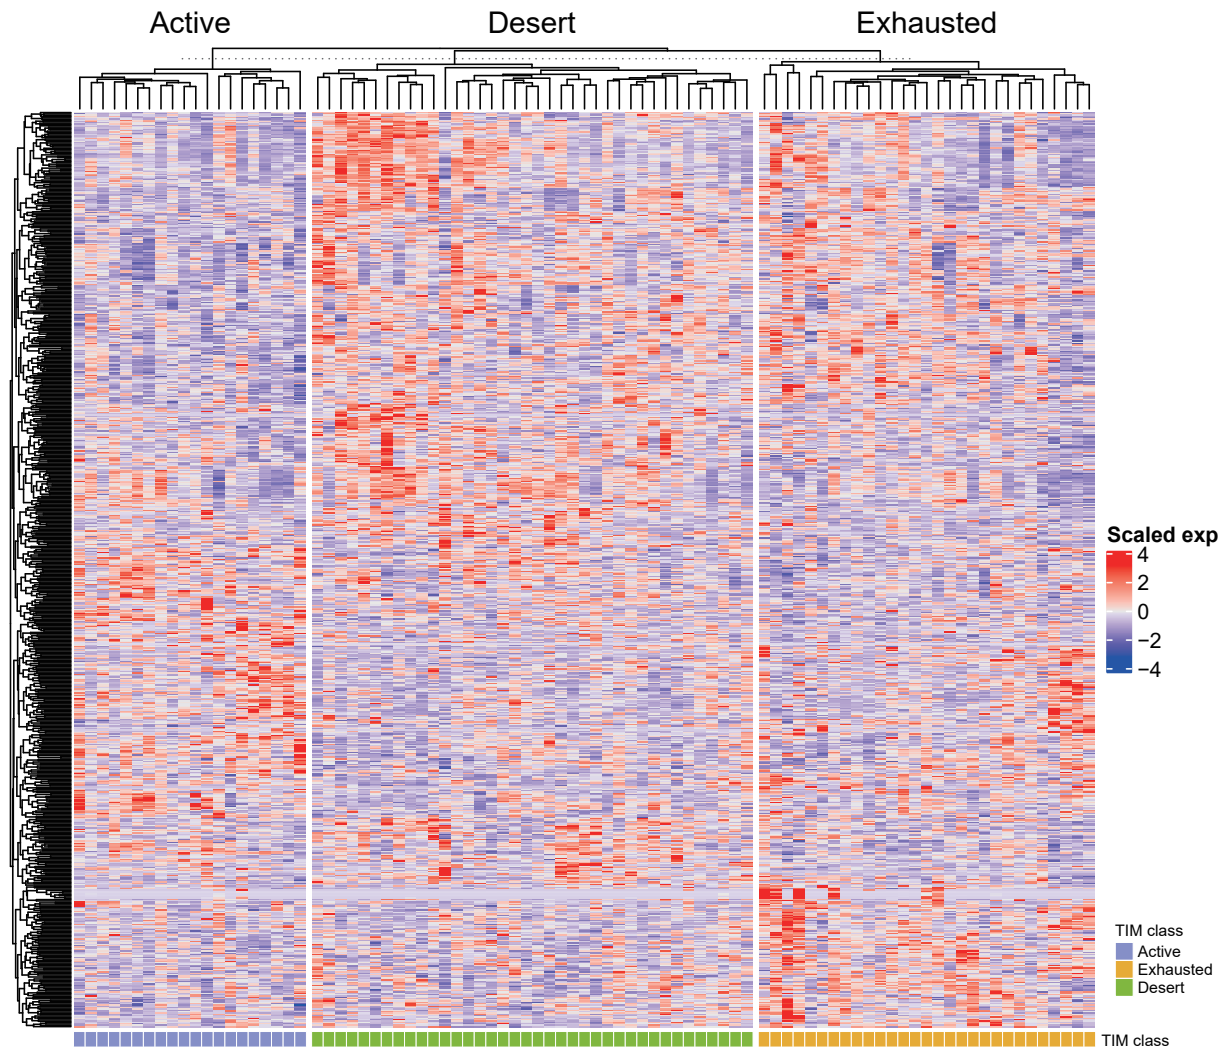 Active Desert Exhausted
Scaled exp
4
2
0
−2
−4
TIM class
Active
Exhausted
Desert
TIM class